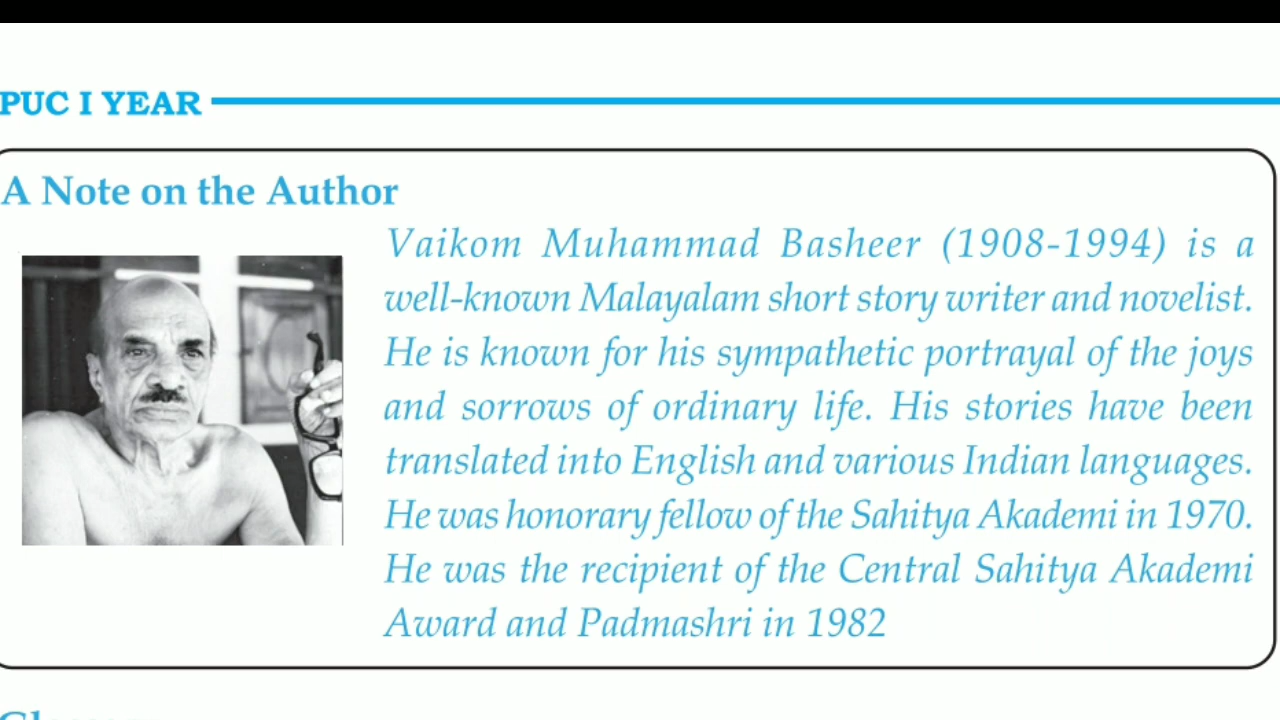 PUC I YEAR
A Note on the Author
Vaikom Muhammad Basheer (1908-1994) is a
well-known Malayalam short story writer and novelist.
He is known for his sympathetic portrayal of the joys
and sorrows of ordinary life. His stories have been
translated into English and various Indian languages.
He was honorary fellow of the Sahitya Akademi in 1970.
He was the recipient of the Central Sahitya Akademi
Award and Padmashri in 1982